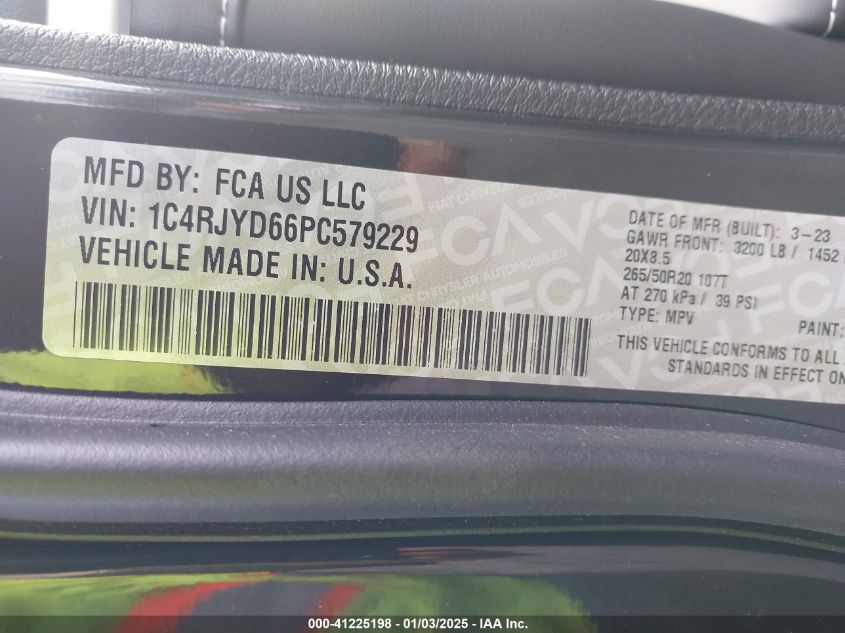 MFD BY: FCA US LLC
VIN: 1C4RJYD66PC579229
VEHICLE MADE IN: U.S.A.
DATE OF MFR (BUILT): 3-23
GAWR FRONT: 3200 LB / 1452
20X8.5
265/50R20 107T
AT 270 kPa / 39 PSI
TYPE: MPV
PAINT:
THIS VEHICLE CONFORMS TO ALL
STANDARDS IN EFFECT ON
000-41225198 - 01/03/2025 - IAA Inc.